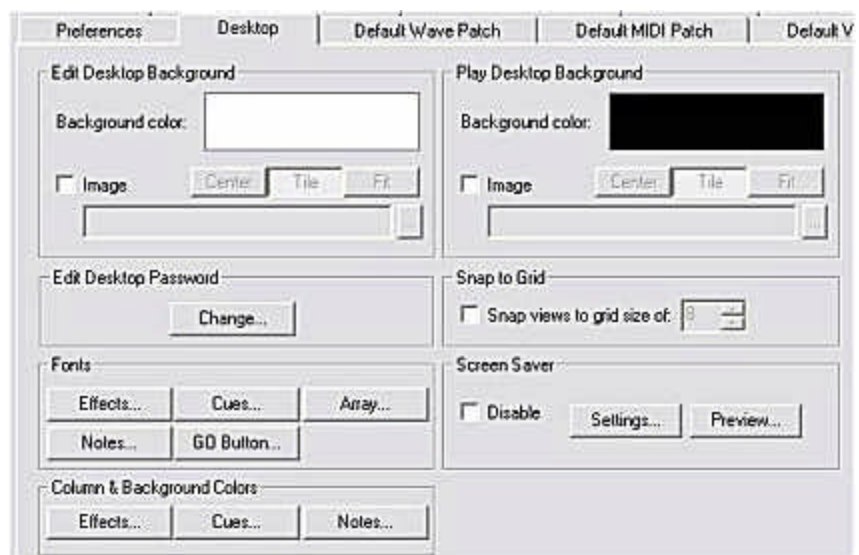 Preferences
Desktop
Default Wave Patch
Default MIDI Patch
Default V
Edit Desktop Background
Background color:
Image
Center
Tile
Fit
...
Play Desktop Background
Background color:
Image
Center
Tile
Fit
...
Edit Desktop Password
Change...
Snap to Grid
Snap views to grid size of:
8
Fonts
Effects...
Cues...
Array...
Notes...
GO Button...
Screen Saver
Disable
Settings...
Preview...
Column & Background Colors
Effects...
Cues...
Notes...